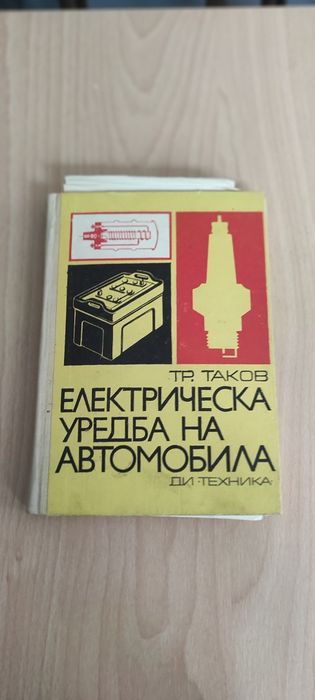 ТР. ТАКОВ
ЕЛЕКТРИЧЕСКА
УРЕДБА НА
АВТОМОБИЛА
ДИ •ТЕХНИКА•